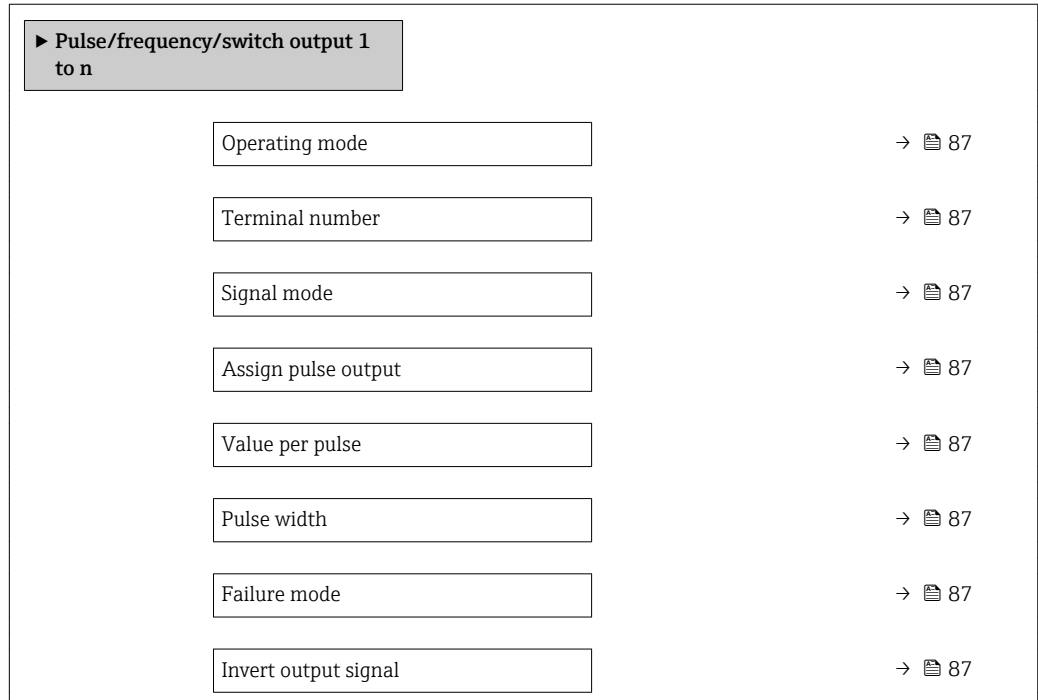 ▶ Pulse/frequency/switch output 1
to n
Operating mode → 87
Terminal number → 87
Signal mode → 87
Assign pulse output → 87
Value per pulse → 87
Pulse width → 87
Failure mode → 87
Invert output signal → 87